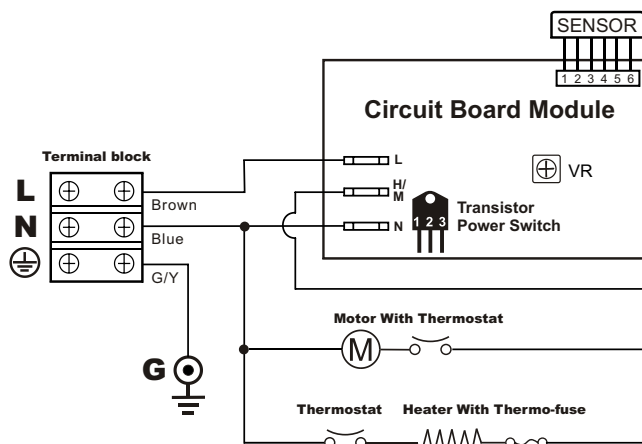 SENSOR
1 2 3 4 5 6
Circuit Board Module
Terminal block
L
H/
M
N
VR
L
Brown
N
Blue
G/Y
1 2 3
Transistor
Power Switch
G
Motor With Thermostat
M
Thermostat
Heater With Thermo-fuse